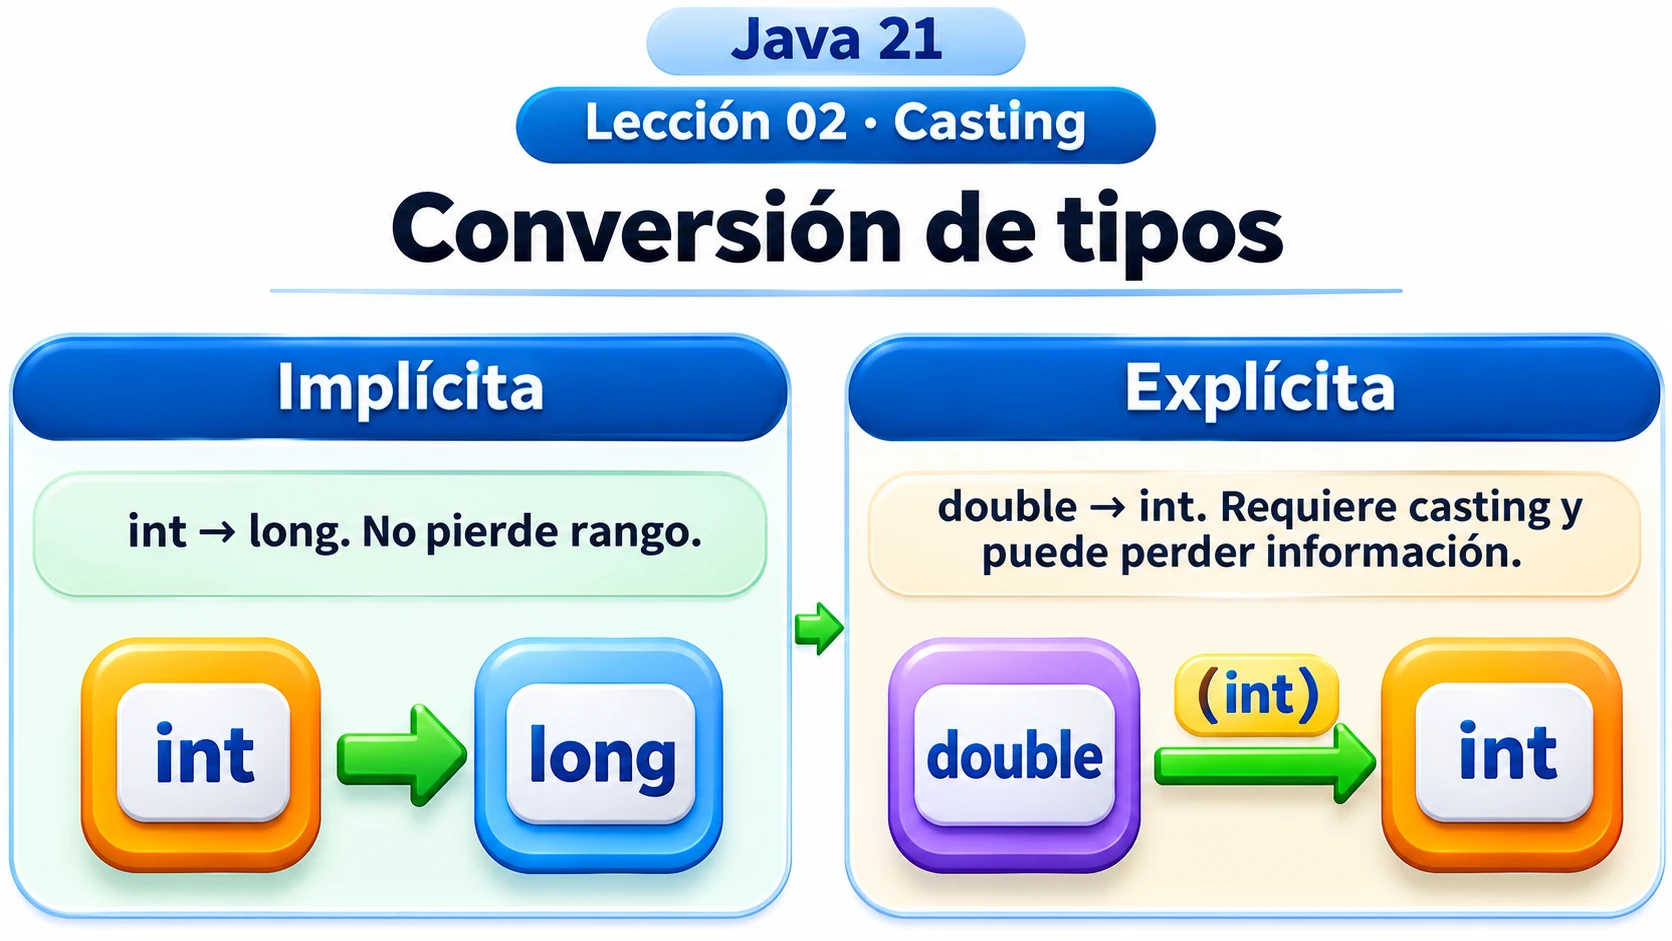 Java 21
Lección 02 · Casting
Conversión de tipos
Implícita
int → long. No pierde rango.
int
long
Explícita
double → int. Requiere casting y
puede perder información.
double
(int)
int